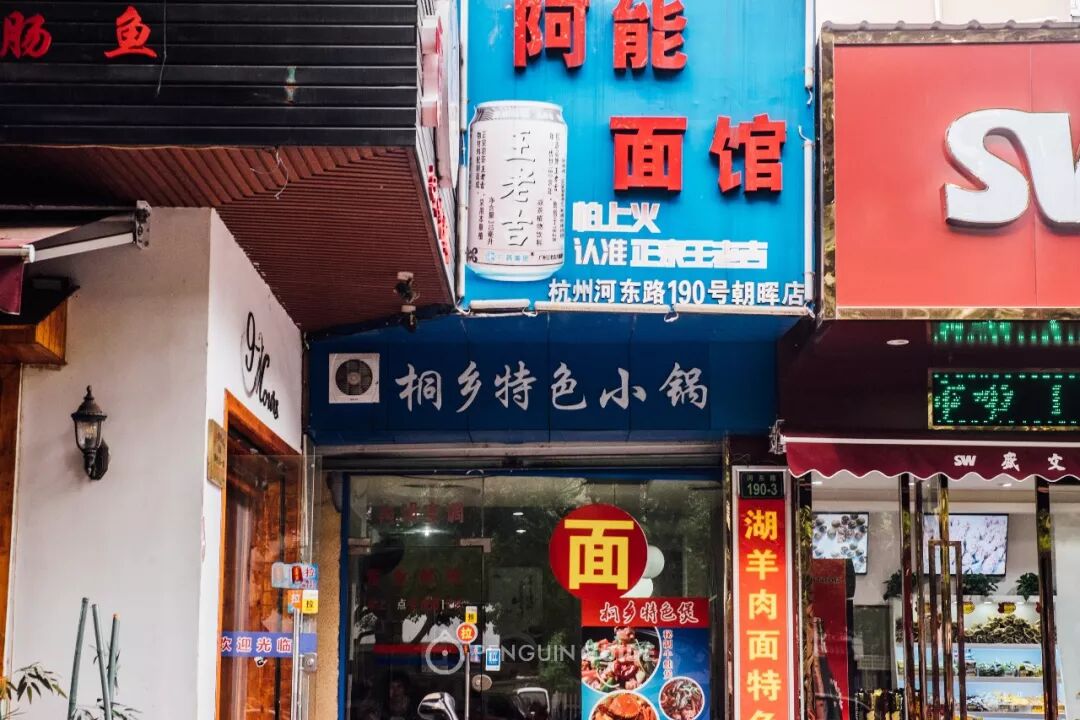 肠 鱼
阿能
面馆
王老吉
怕上火
认准正宗王老吉
杭州河东路190号朝晖店
SW
桐乡特色小锅
SW 盛文
190-3
湖羊肉面特色
面
桐乡特色煲
欢迎光临
拉
拉
PENGUIN GUIDE